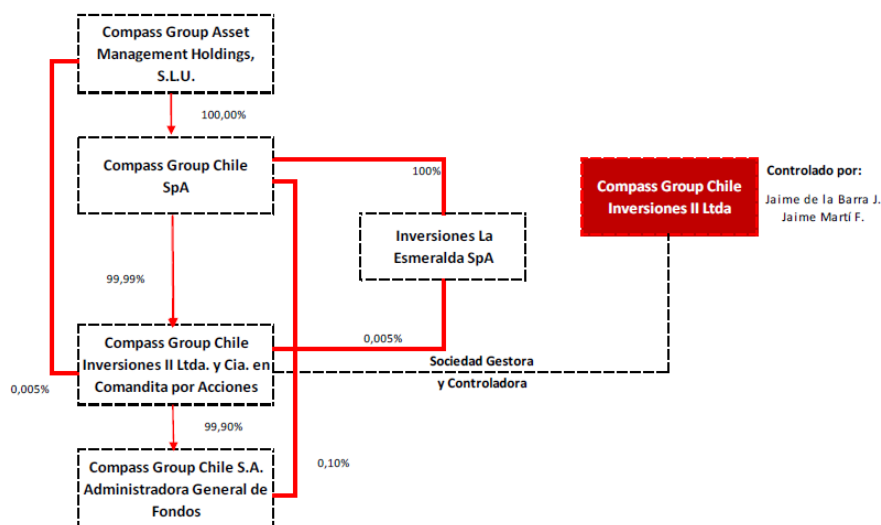 Compass Group Asset
Management Holdings,
S.L.U.
100,00%
Compass Group Chile
SpA
100%
Compass Group Chile
Inversiones II Ltda
Controlado por:
Jaime de la Barra J.
Jaime Martí F.
Inversiones La
Esmeralda SpA
99,99%
Compass Group Chile
Inversiones II Ltda. y Cia. en
Comandita por Acciones
0,005%
Sociedad Gestora
y Controladora
0,005%
99,90%
Compass Group Chile S.A.
Administradora General de
Fondos
0,10%